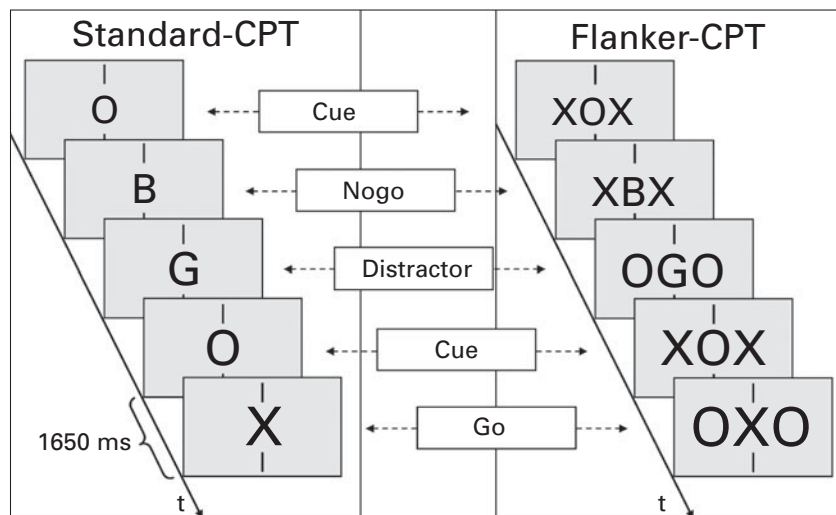 Standard-CPT
Flanker-CPT
O
Cue
XOX
B
Nogo
XBX
G
Distractor
OGO
O
Cue
XOX
X
Go
OXO
1650 ms
t
t